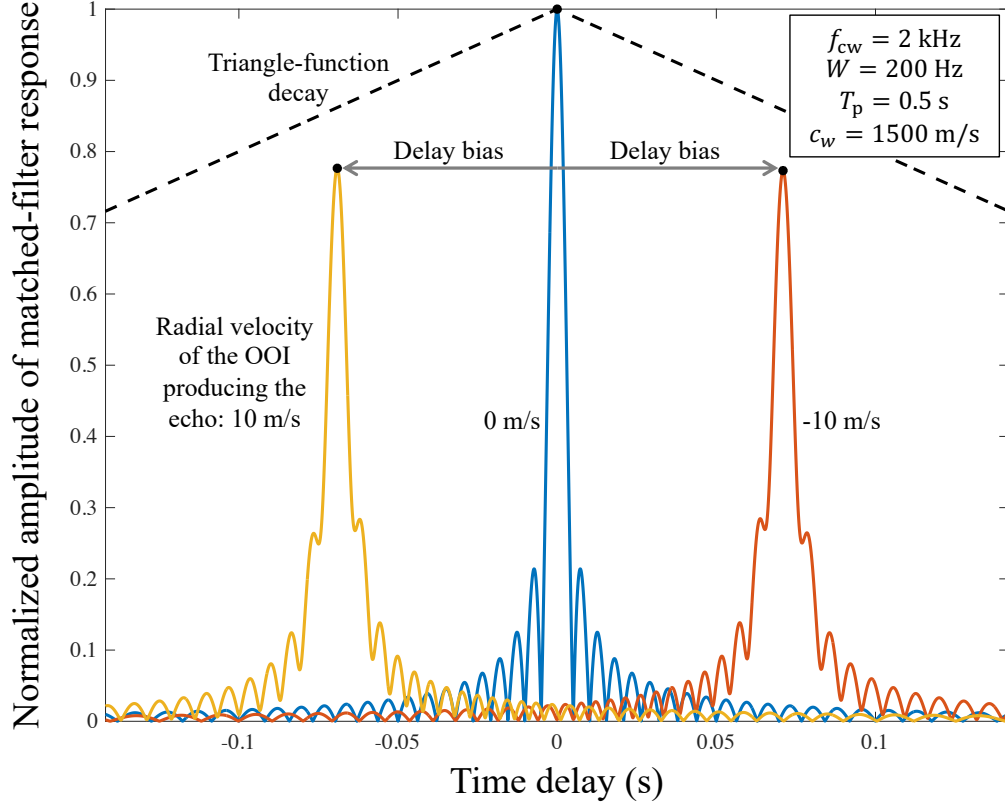 Normalized amplitude of matched-filter response
1
0.9
0.8
0.7
0.6
0.5
0.4
0.3
0.2
0.1
0
Triangle-function
decay
f_cw = 2 kHz
W = 200 Hz
T_p = 0.5 s
c_w = 1500 m/s
Delay bias
Delay bias
Radial velocity
of the OOI
producing the
echo: 10 m/s
0 m/s
-10 m/s
-0.1
-0.05
0
0.05
0.1
Time delay (s)